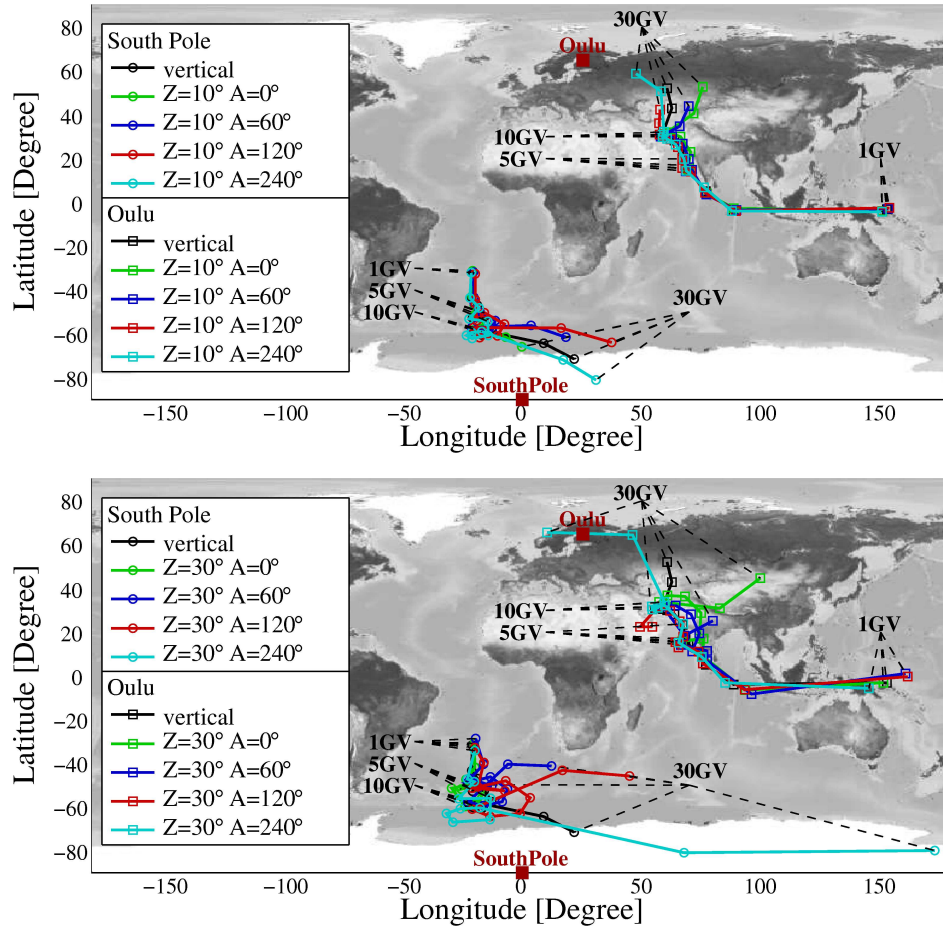 80
60
40
20
0
−20
−40
−60
−80
Latitude [Degree]
South Pole
vertical
Z=10° A=0°
Z=10° A=60°
Z=10° A=120°
Z=10° A=240°
Oulu
vertical
Z=10° A=0°
Z=10° A=60°
Z=10° A=120°
Z=10° A=240°
30GV
Oulu
10GV
5GV
1GV
1GV
5GV
10GV
30GV
SouthPole
−150
−100
−50
0
50
100
150
Longitude [Degree]
80
60
40
20
0
−20
−40
−60
−80
Latitude [Degree]
South Pole
vertical
Z=30° A=0°
Z=30° A=60°
Z=30° A=120°
Z=30° A=240°
Oulu
vertical
Z=30° A=0°
Z=30° A=60°
Z=30° A=120°
Z=30° A=240°
30GV
Oulu
10GV
5GV
1GV
1GV
5GV
10GV
30GV
SouthPole
−150
−100
−50
0
50
100
150
Longitude [Degree]